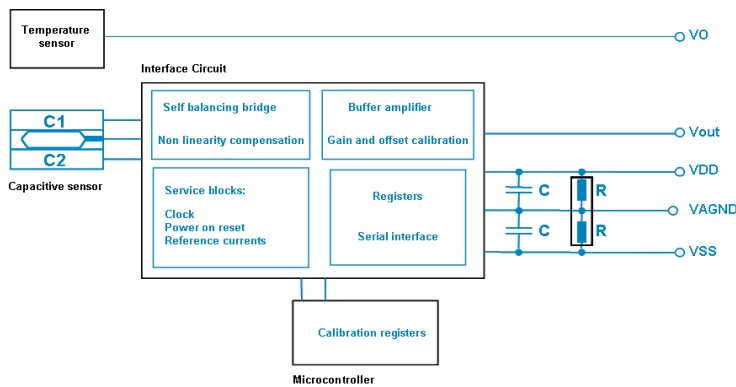 Temperature
sensor
VO
Interface Circuit
Self balancing bridge
Non linearity compensation
Buffer amplifier
Gain and offset calibration
C1
C2
Capacitive sensor
Vout
VDD
Service blocks:
Clock
Power on reset
Reference currents
Registers
Serial interface
C
R
VAGND
C
R
VSS
Calibration registers
Microcontroller